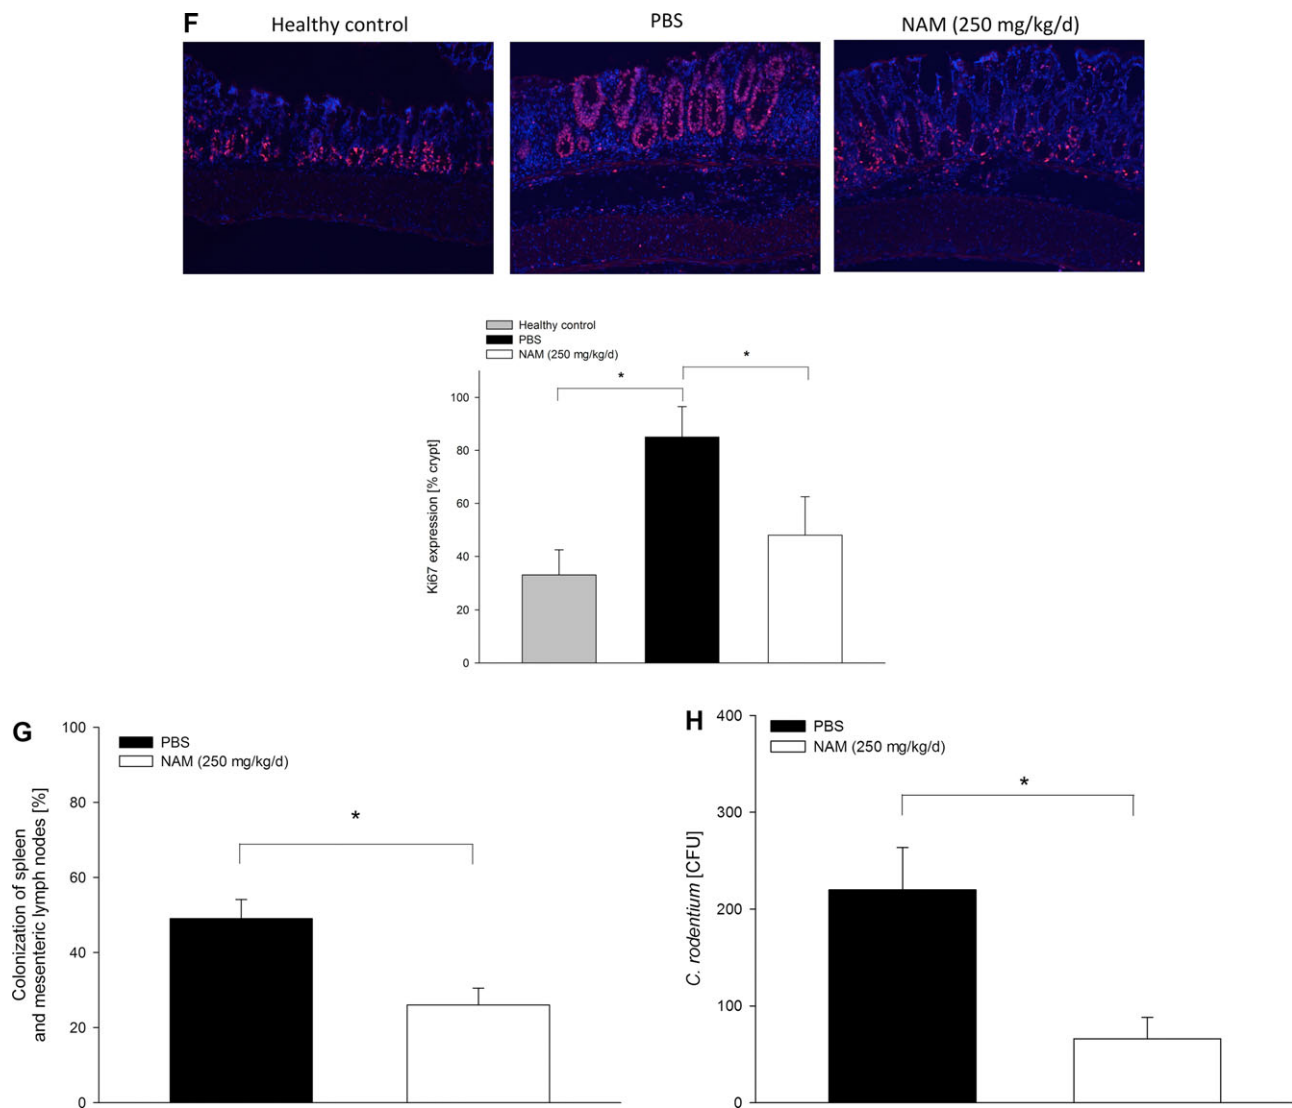 F
Healthy control
PBS
NAM (250 mg/kg/d)
Healthy control
PBS
NAM (250 mg/kg/d)
*
*
Ki67 expression [% crypt]
100
80
60
40
20
0
G
PBS
NAM (250 mg/kg/d)
*
Colonization of spleen
and mesenteric lymph nodes [%]
100
80
60
40
20
0
H
PBS
NAM (250 mg/kg/d)
*
C. rodentium [CFU]
400
300
200
100
0